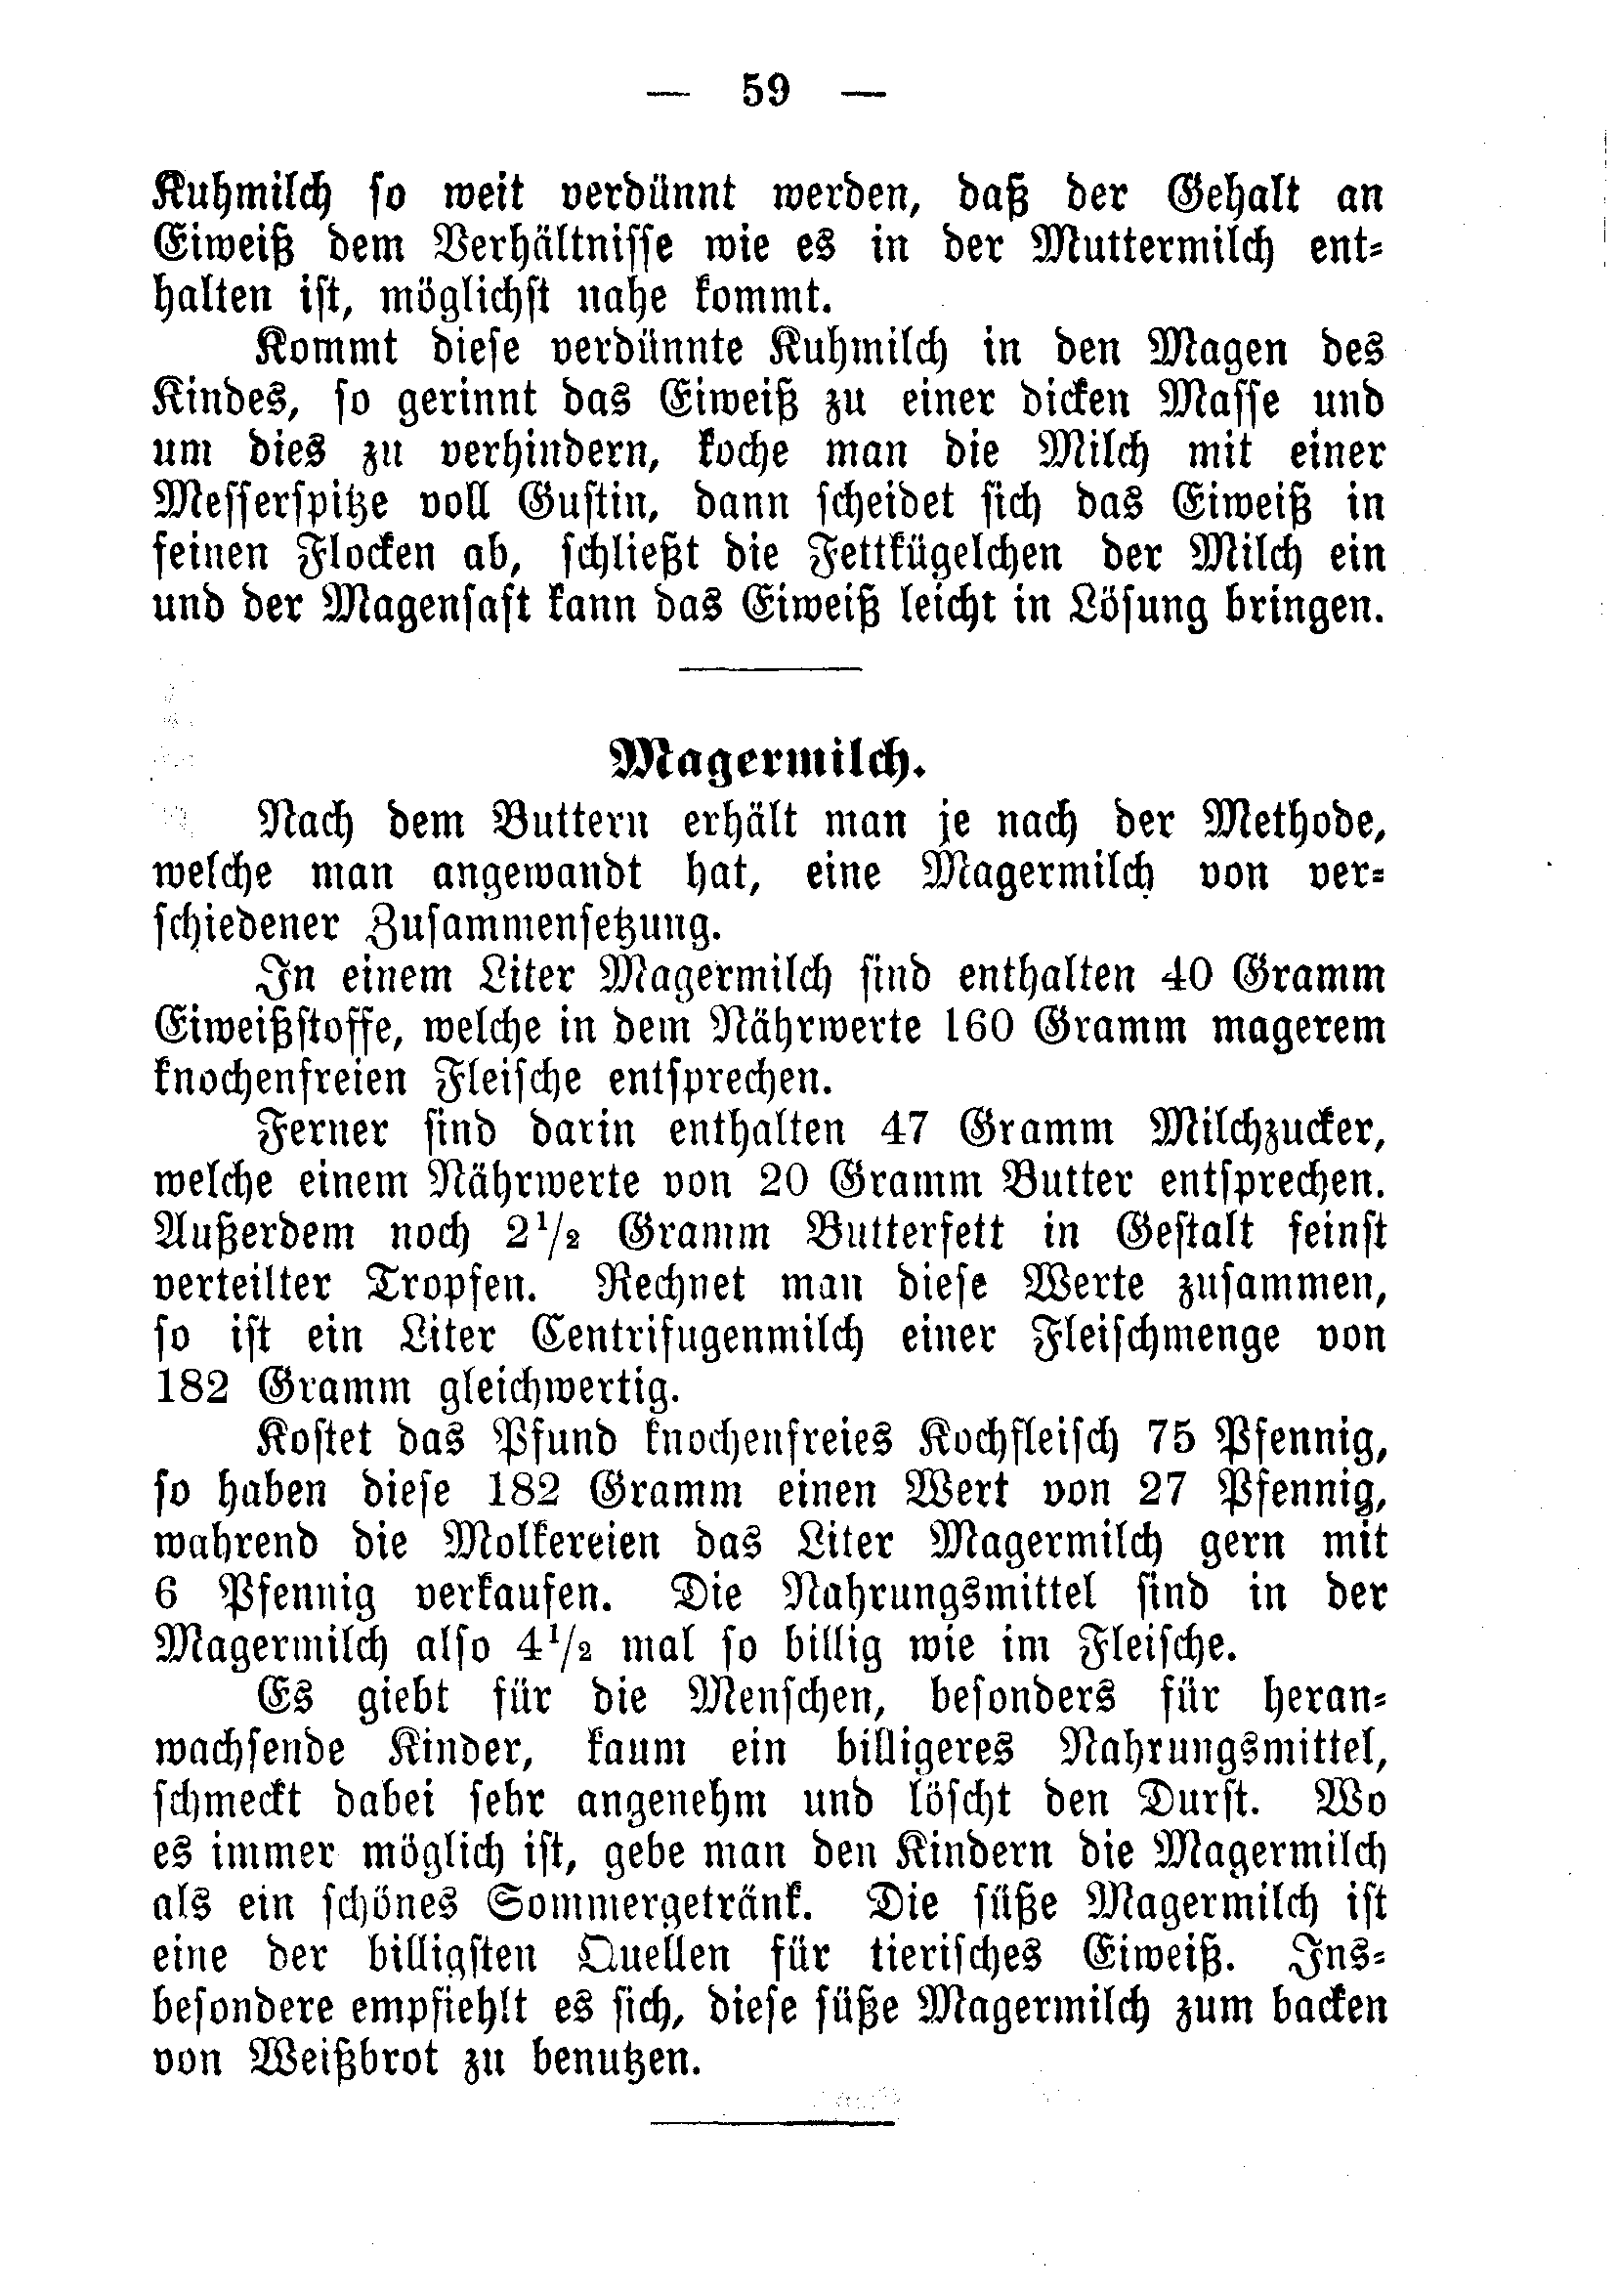 — 59 —
Kuhmilch so weit verdünnt werden, daß der Gehalt an
Eiweiß dem Verhältnisse wie es in der Muttermilch ent-
halten ist, möglichst nahe kommt.
Kommt diese verdünnte Kuhmilch in den Magen des
Kindes, so gerinnt das Eiweiß zu einer dicken Masse und
um dies zu verhindern, koche man die Milch mit einer
Messerspitze voll Gustin, dann scheidet sich das Eiweiß in
feinen Flocken ab, schließt die Fettkügelchen der Milch ein
und der Magensaft kann das Eiweiß leicht in Lösung bringen.
Magermilch.
Nach dem Buttern erhält man je nach der Methode,
welche man angewandt hat, eine Magermilch von ver-
schiedener Zusammensetzung.
In einem Liter Magermilch sind enthalten 40 Gramm
Eiweißstoffe, welche in dem Nährwerte 160 Gramm magerem
knochenfreien Fleische entsprechen.
Ferner sind darin enthalten 47 Gramm Milchzucker,
welche einem Nährwerte von 20 Gramm Butter entsprechen.
Außerdem noch 2 1/2 Gramm Butterfett in Gestalt feinst
verteilter Tropfen. Rechnet man diese Werte zusammen,
so ist ein Liter Centrifugenmilch einer Fleischmenge von
182 Gramm gleichwertig.
Kostet das Pfund knochenfreies Kochfleisch 75 Pfennig,
so haben diese 182 Gramm einen Wert von 27 Pfennig,
wahrend die Molkereien das Liter Magermilch gern mit
6 Pfennig verkaufen. Die Nahrungsmittel sind in der
Magermilch also 4 1/2 mal so billig wie im Fleische.
Es giebt für die Menschen, besonders für heran-
wachsende Kinder, kaum ein billigeres Nahrungsmittel,
schmeckt dabei sehr angenehm und löscht den Durst. Wo
es immer möglich ist, gebe man den Kindern die Magermilch
als ein schönes Sommergetränk. Die süße Magermilch ist
eine der billigsten Quellen für tierisches Eiweiß. Ins-
besondere empfiehlt es sich, diese süße Magermilch zum backen
von Weißbrot zu benutzen.